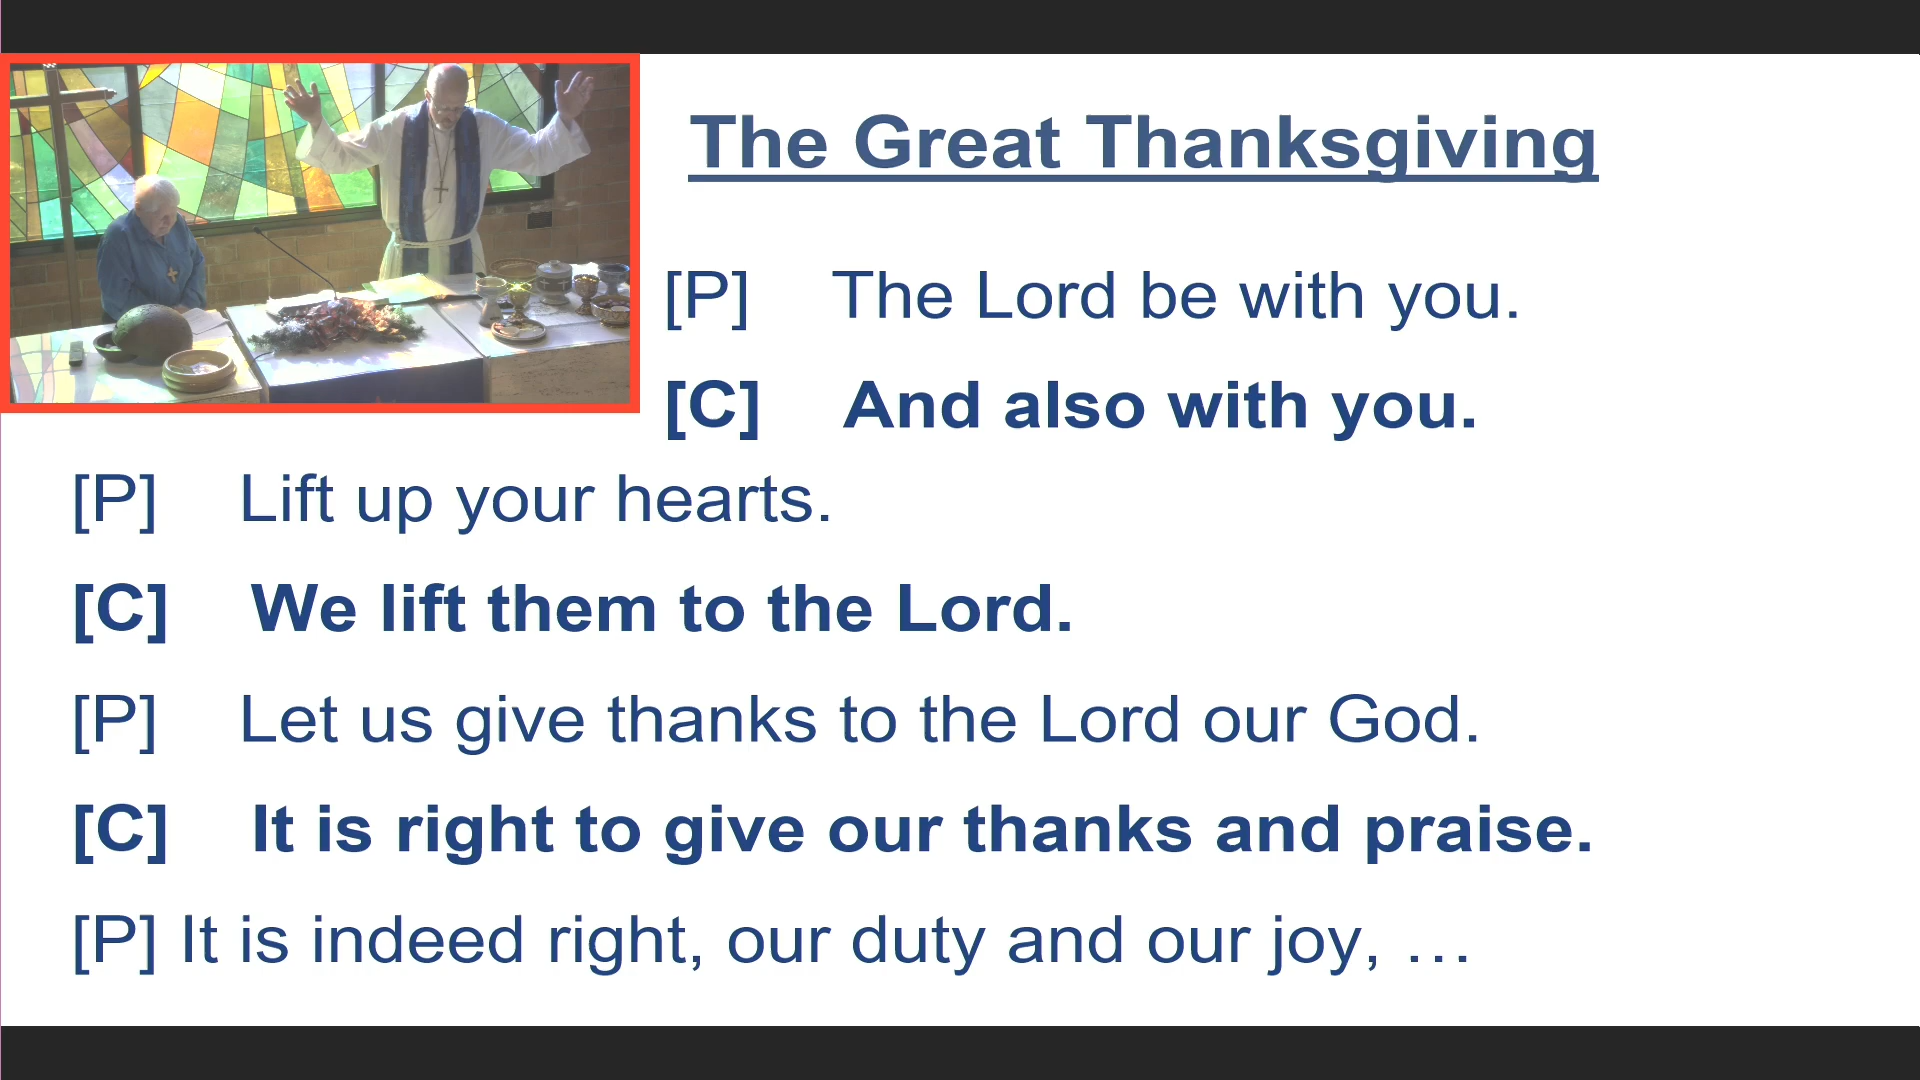 The Great Thanksgiving
[P] The Lord be with you.
[C] And also with you.
[P] Lift up your hearts.
[C] We lift them to the Lord.
[P] Let us give thanks to the Lord our God.
[C] It is right to give our thanks and praise.
[P] It is indeed right, our duty and our joy, …